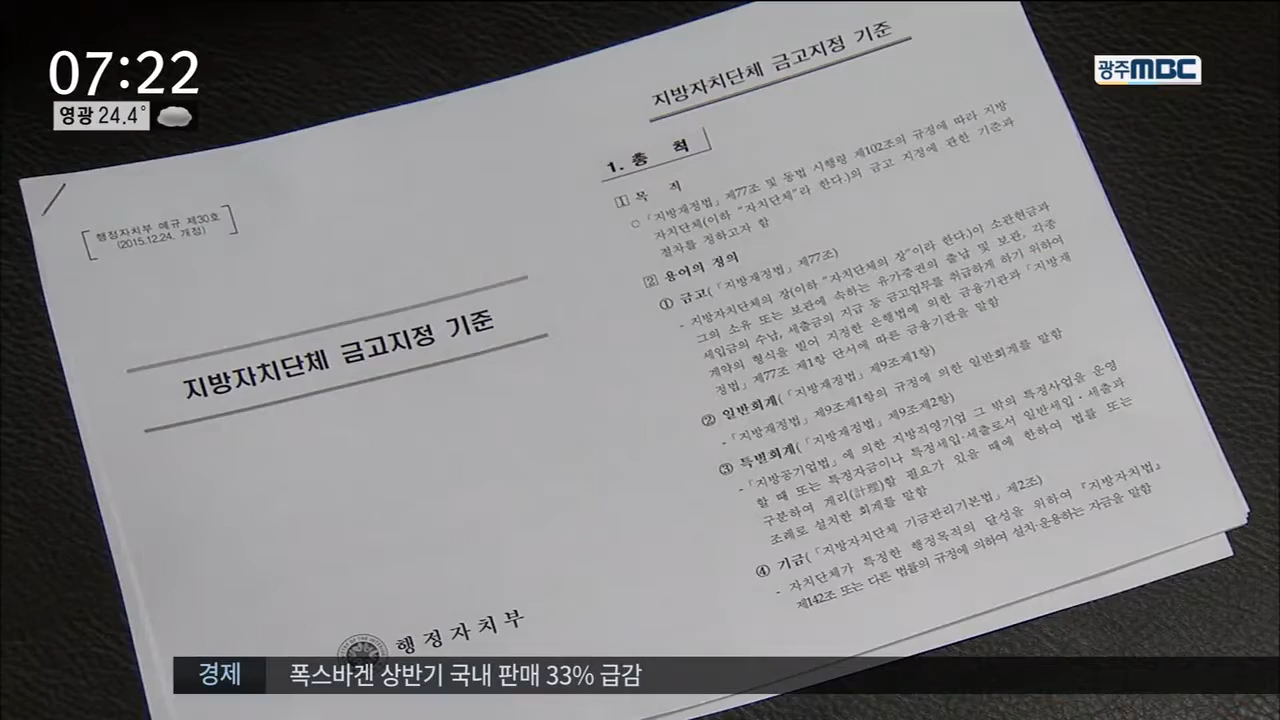 07:22
영광 24.4°
광주MBC
행정자치부 예규 제30호
(2015.12.24. 개정)
지방자치단체 금고지정 기준
행정자치부
지방자치단체 금고지정 기준
1. 총 칙
1 목 적
○ 「지방재정법」 제77조 및 동법 시행령 제102조의 규정에 따라 지방
자치단체(이하 "자치단체"라 한다.)의 금고 지정에 관한 기준과
절차를 정하고자 함
2 용어의 정의
① 금고(「지방재정법」 제77조)
- 지방자치단체의 장(이하 "자치단체의 장"이라 한다.)이 소관현금과
그의 소유 또는 보관에 속하는 유가증권의 출납 및 보관, 각종
세입금의 수납, 세출금의 지급 등 금고업무를 취급하게 하기 위하여
계약의 형식을 빌어 지정한 은행법에 의한 금융기관과 「지방재
정법」 제77조 제1항 단서에 따른 금융기관을 말함
② 일반회계(「지방재정법」 제9조제1항)
-「지방재정법」 제9조제1항의 규정에 의한 일반회계를 말함
③ 특별회계(「지방재정법」 제9조제2항)
-「지방공기업법」에 의한 지방직영기업 그 밖의 특정사업을 운영
할 때 또는 특정자금이나 특정세입·세출로서 일반세입·세출과
구분하여 계리(計理)할 필요가 있을 때에 한하여 법률 또는
조례로 설치한 회계를 말함
④ 기금(「지방자치단체 기금관리기본법」 제2조)
- 자치단체가 특정한 행정목적의 달성을 위하여 「지방자치법」
제142조 또는 다른 법률의 규정에 의하여 설치·운용하는 자금을 말함
경제 폭스바겐 상반기 국내 판매 33% 급감